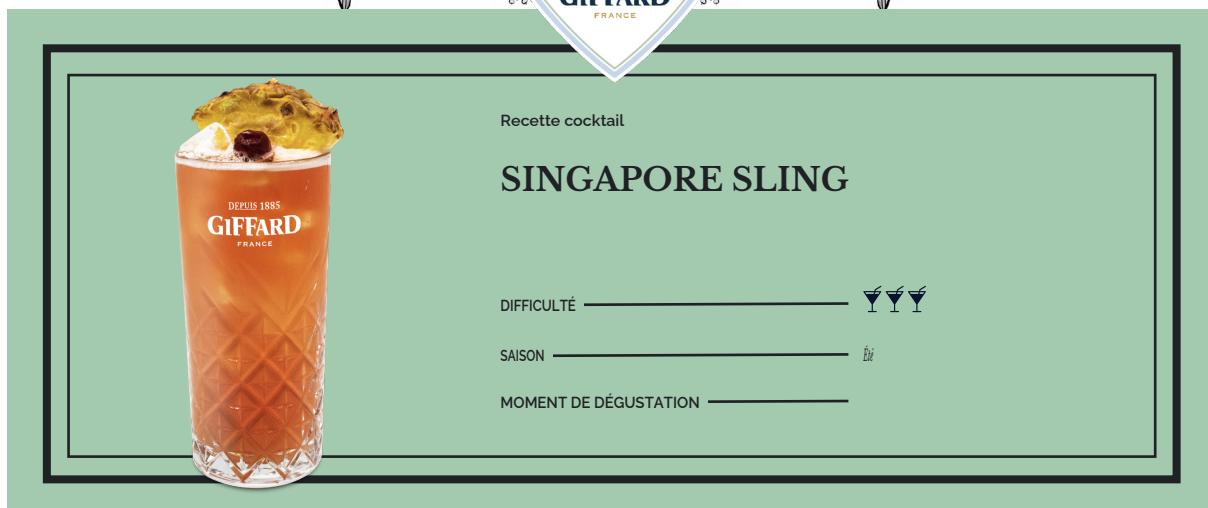 GIFFARD
FRANCE
Recette cocktail
SINGAPORE SLING
DEPUIS 1885
GIFFARD
FRANCE
DIFFICULTÉ
SAISON
Été
MOMENT DE DÉGUSTATION